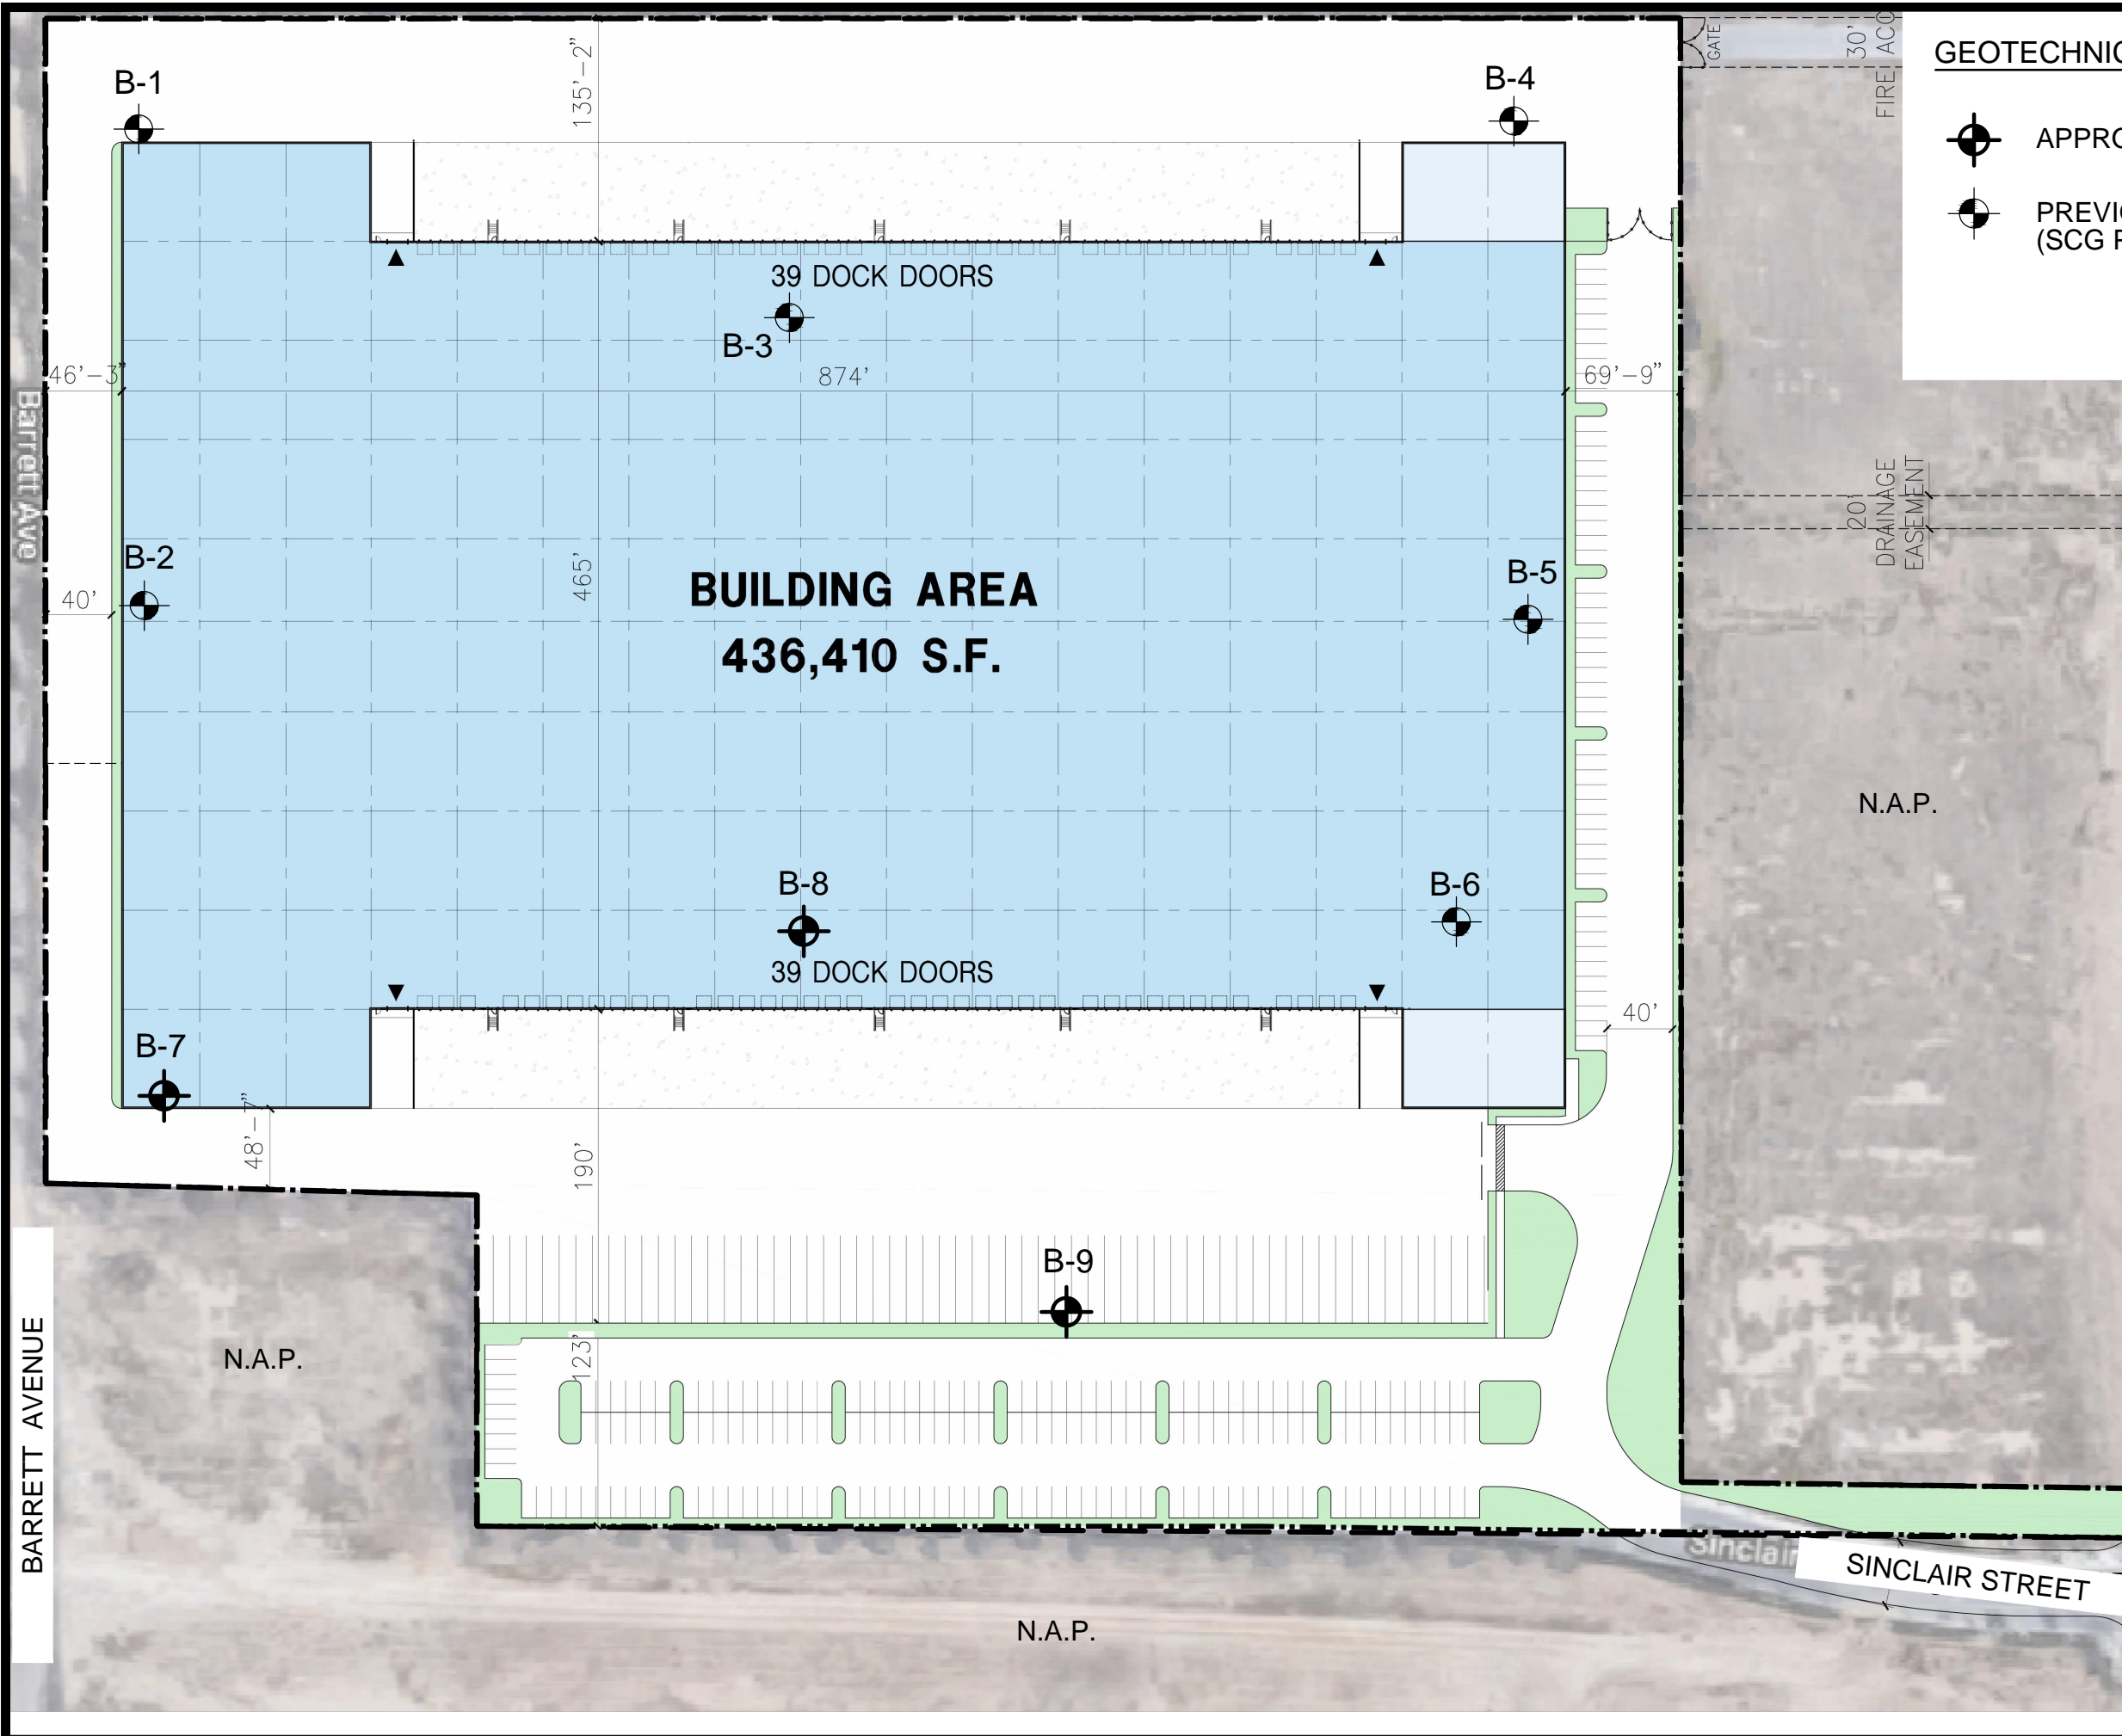 135'-2"
GATE
30'
FIRE ACC
GEOTECHNIC
B-1
B-4
APPRO
PREVI
(SCG P
39 DOCK DOORS
B-3
46'-3"
874'
69'-9"
Barrett Ave
20'
DRAINAGE
EASEMENT
B-2
40'
465'
BUILDING AREA
436,410 S.F.
B-5
N.A.P.
B-8
B-6
39 DOCK DOORS
40'
B-7
48'-7"
190'
B-9
123'
N.A.P.
BARRETT AVENUE
Sinclair
SINCLAIR STREET
N.A.P.